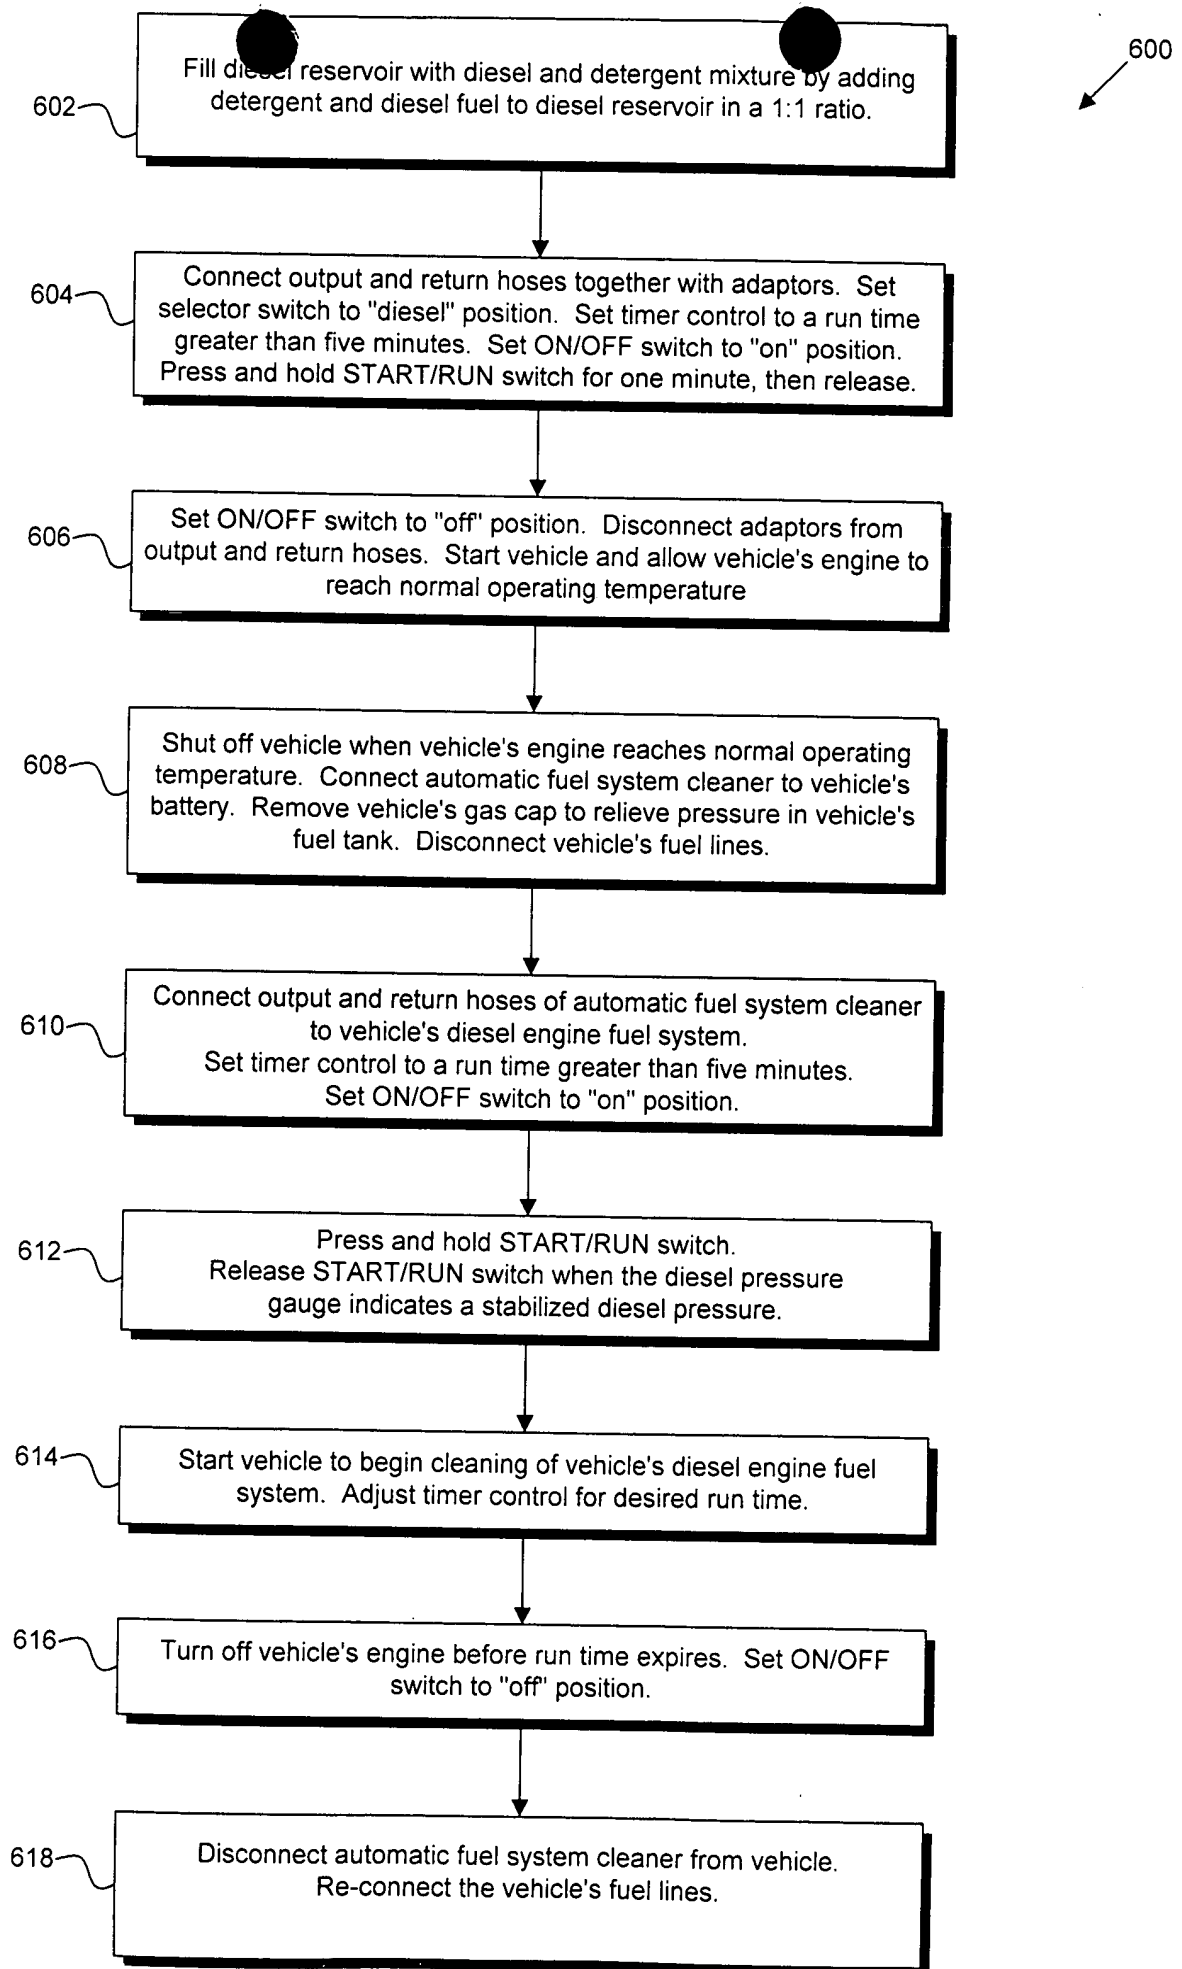 600
Fill diesel reservoir with diesel and detergent mixture by adding
detergent and diesel fuel to diesel reservoir in a 1:1 ratio.
602
Connect output and return hoses together with adaptors. Set
selector switch to "diesel" position. Set timer control to a run time
greater than five minutes. Set ON/OFF switch to "on" position.
Press and hold START/RUN switch for one minute, then release.
604
Set ON/OFF switch to "off" position. Disconnect adaptors from
output and return hoses. Start vehicle and allow vehicle's engine to
reach normal operating temperature
606
Shut off vehicle when vehicle's engine reaches normal operating
temperature. Connect automatic fuel system cleaner to vehicle's
battery. Remove vehicle's gas cap to relieve pressure in vehicle's
fuel tank. Disconnect vehicle's fuel lines.
608
Connect output and return hoses of automatic fuel system cleaner
to vehicle's diesel engine fuel system.
Set timer control to a run time greater than five minutes.
Set ON/OFF switch to "on" position.
610
Press and hold START/RUN switch.
Release START/RUN switch when the diesel pressure
gauge indicates a stabilized diesel pressure.
612
Start vehicle to begin cleaning of vehicle's diesel engine fuel
system. Adjust timer control for desired run time.
614
Turn off vehicle's engine before run time expires. Set ON/OFF
switch to "off" position.
616
Disconnect automatic fuel system cleaner from vehicle.
Re-connect the vehicle's fuel lines.
618